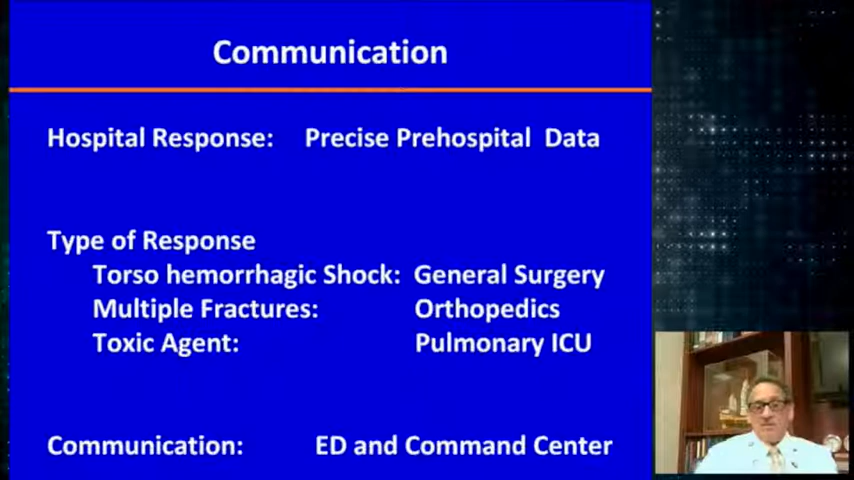 Communication
Hospital Response: Precise Prehospital Data
Type of Response
Torso hemorrhagic Shock: General Surgery
Multiple Fractures: Orthopedics
Toxic Agent: Pulmonary ICU
Communication: ED and Command Center